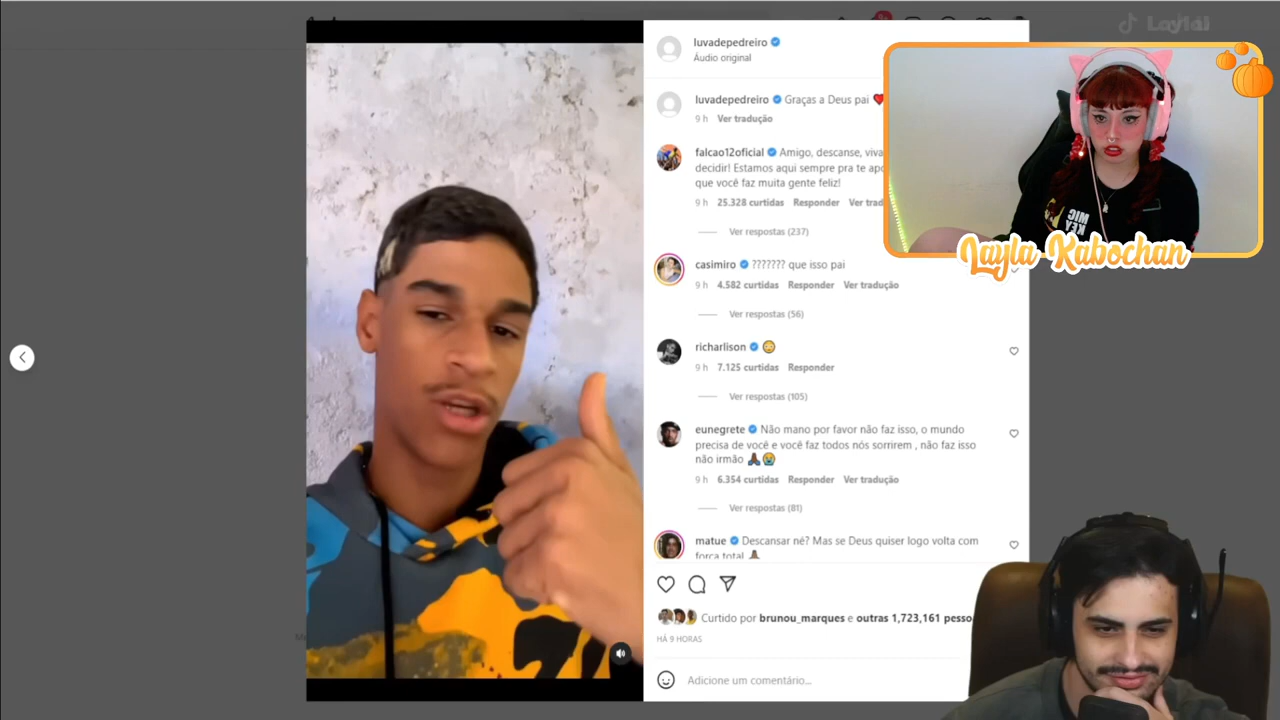 Laylai
luvadepedreiro
Áudio original
luvadepedreiro Graças a Deus pai
9 h Ver tradução
falcao12oficial Amigo, descanse, viva
decidir! Estamos aqui sempre pra te apo
que você faz muita gente feliz!
9 h 25.328 curtidas Responder Ver trad
Ver respostas (237)
casimiro ??????? que isso pai
9 h 4.582 curtidas Responder Ver tradução
Ver respostas (56)
richarlison
9 h 7.125 curtidas Responder
Ver respostas (105)
eunegrete Não mano por favor não faz isso, o mundo
precisa de você e você faz todos nós sorrirem , não faz isso
não irmão
9 h 6.354 curtidas Responder Ver tradução
Ver respostas (81)
matue Descansar né? Mas se Deus quiser logo volta com
força total
Curtido por brunou_marques e outras 1,723,161 pesso
HÁ 9 HORAS
Adicione um comentário...
Layla Kabochan
MIC
KEY